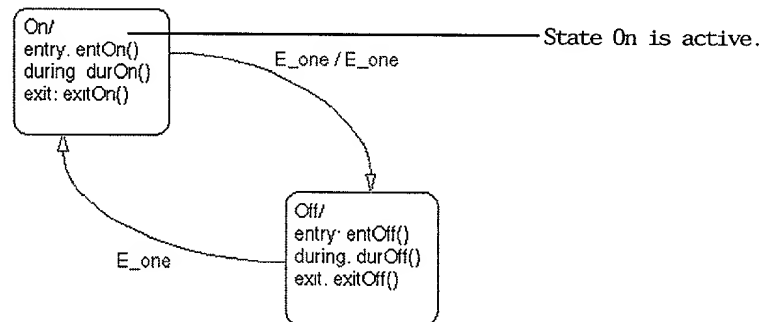 On/
entry. entOn()
during durOn()
exit: exitOn()
State On is active.
E_one / E_one
E_one
Off/
entry: entOff()
during. durOff()
exit. exitOff()